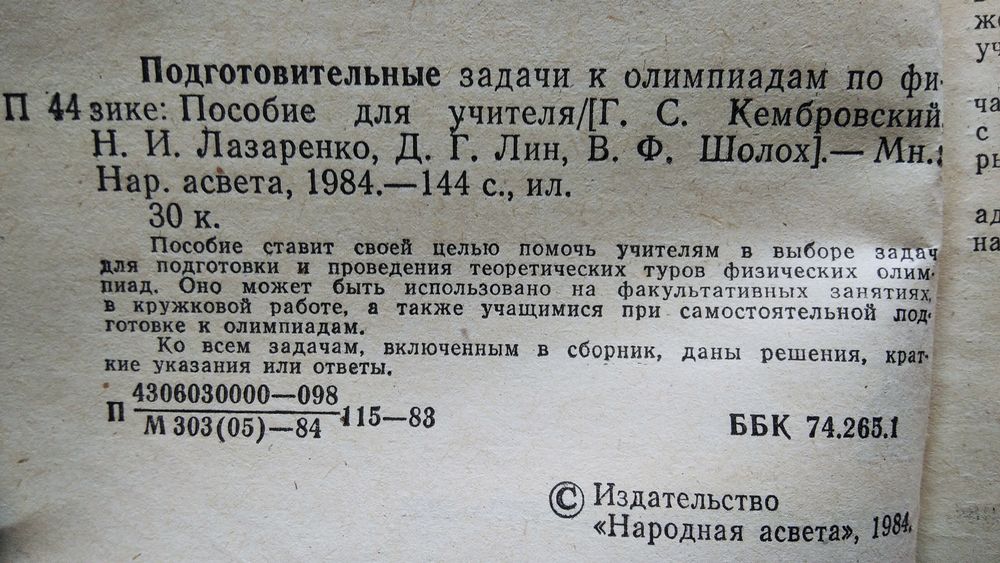 Подготовительные задачи к олимпиадам по фи-
П 44 зике: Пособие для учителя/[Г. С. Кембровский,
Н. И. Лазаренко, Д. Г. Лин, В. Ф. Шолох].— Мн.:
Нар. асвета, 1984.—144 с., ил.
30 к.
Пособие ставит своей целью помочь учителям в выборе задач
для подготовки и проведения теоретических туров физических олим-
пиад. Оно может быть использовано на факультативных занятиях,
в кружковой работе, а также учащимися при самостоятельной под-
готовке к олимпиадам.
Ко всем задачам, включенным в сборник, даны решения, крат-
кие указания или ответы.
П 4306030000—098
М 303(05)—84 115—83
ББК 74.265.1
© Издательство
«Народная асвета», 1984.